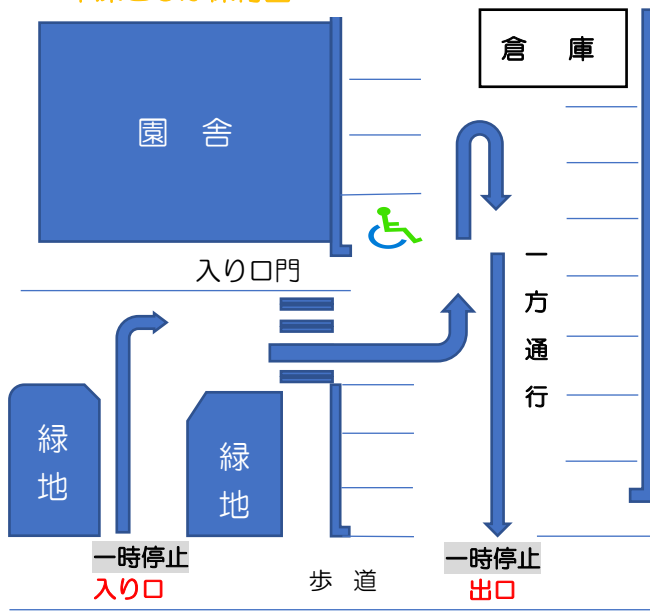 倉 庫
園 舎
入り口門
一方通行
緑地
緑地
一時停止
入り口
歩 道
一時停止
出口